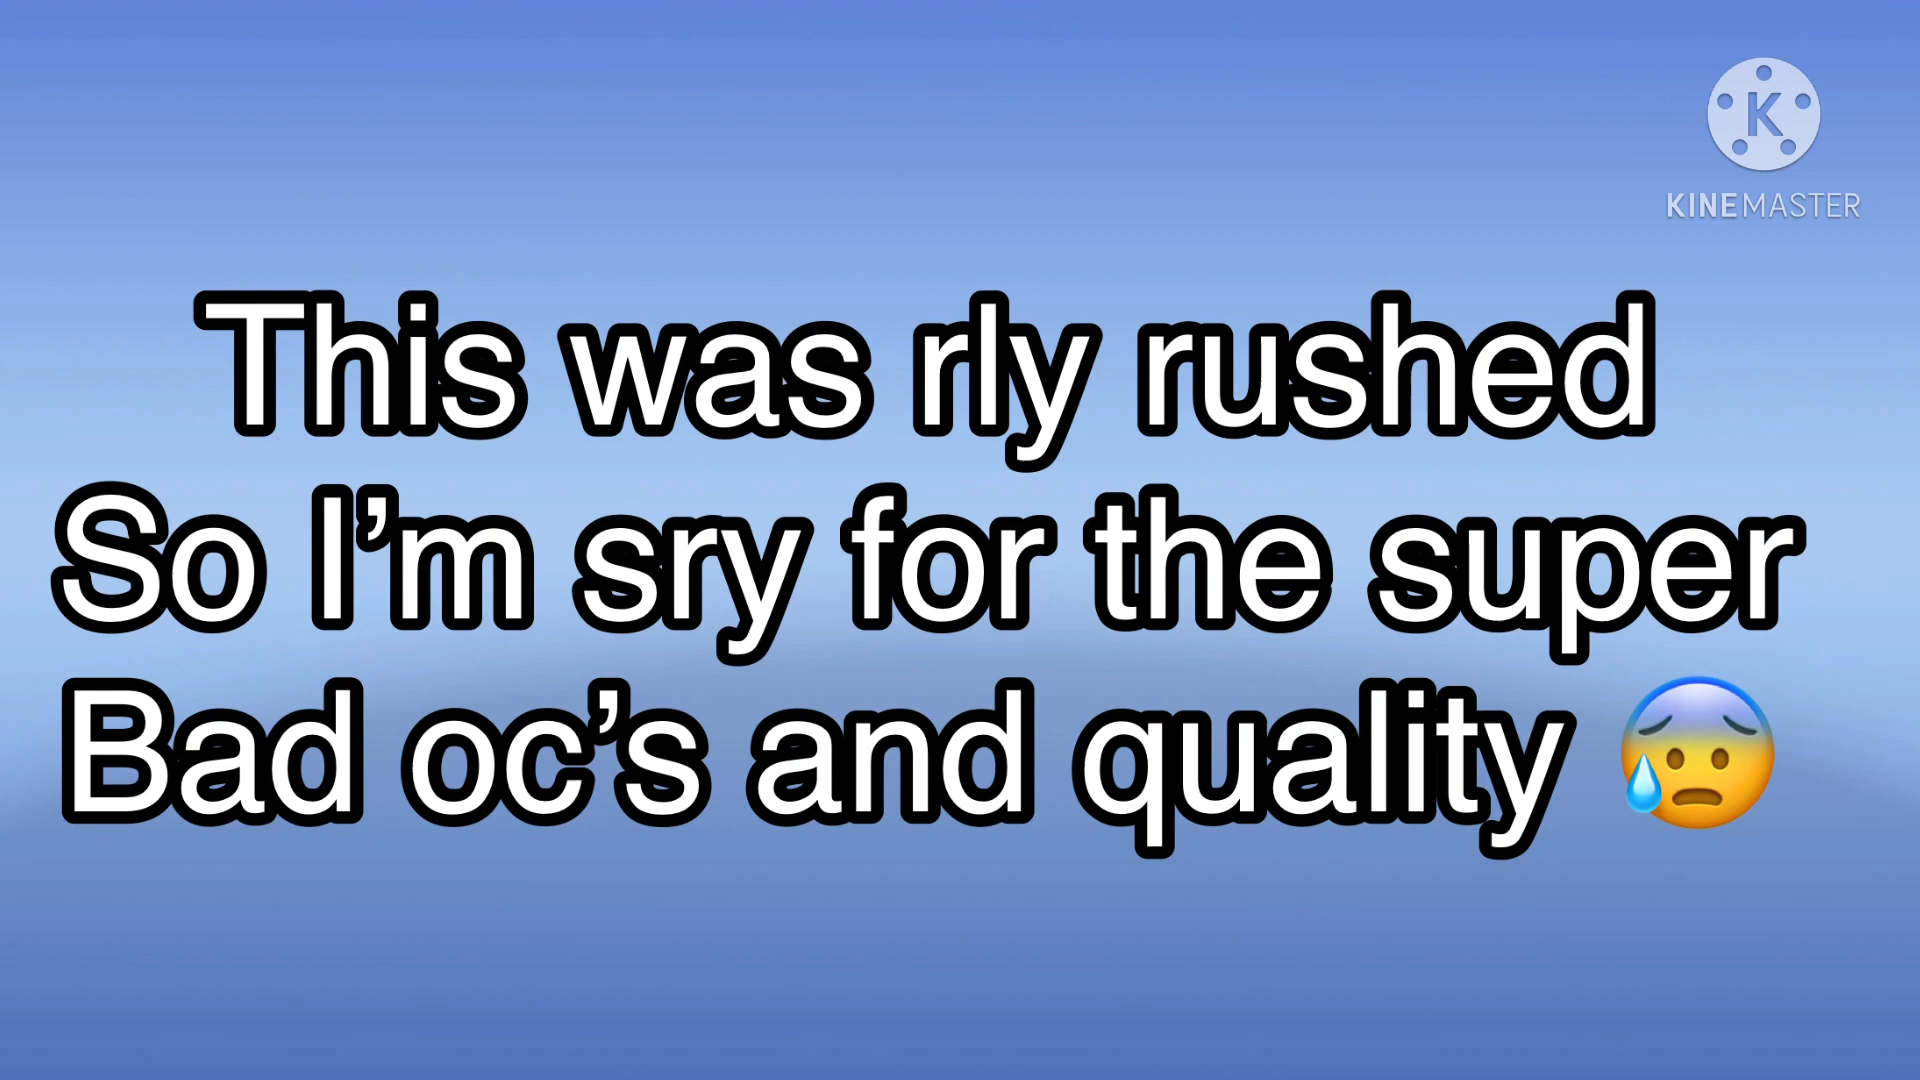 K
KINEMASTER
This was rly rushed
So I’m sry for the super
Bad oc’s and quality 😰